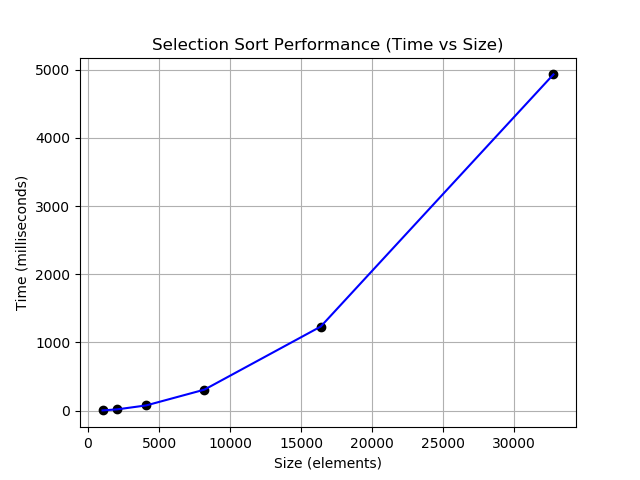 Selection Sort Performance (Time vs Size)
5000
4000
3000
2000
1000
0
Time (milliseconds)
0 5000 10000 15000 20000 25000 30000
Size (elements)